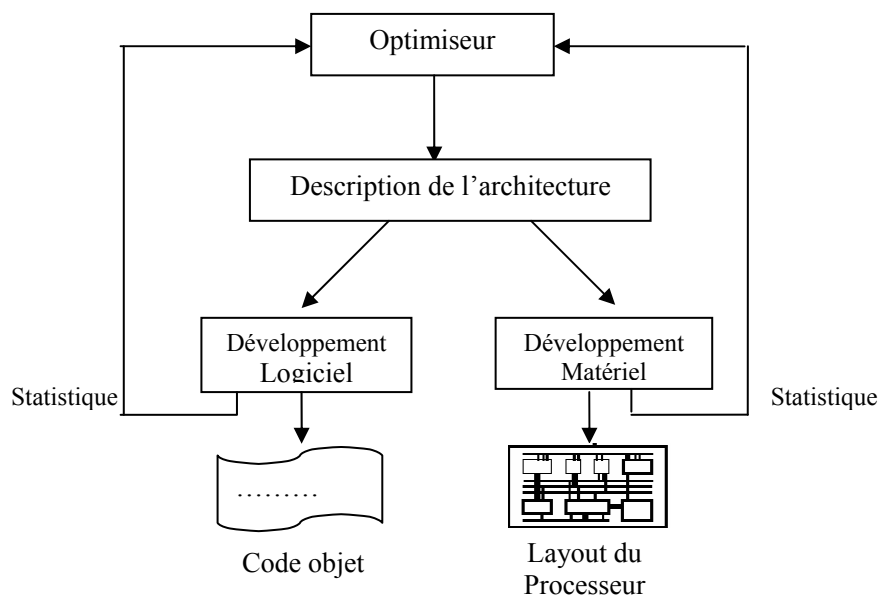 Optimiseur
Description de l’architecture
Développement
Logiciel
Développement
Matériel
Statistique
Statistique
.........
Code objet
Layout du
Processeur